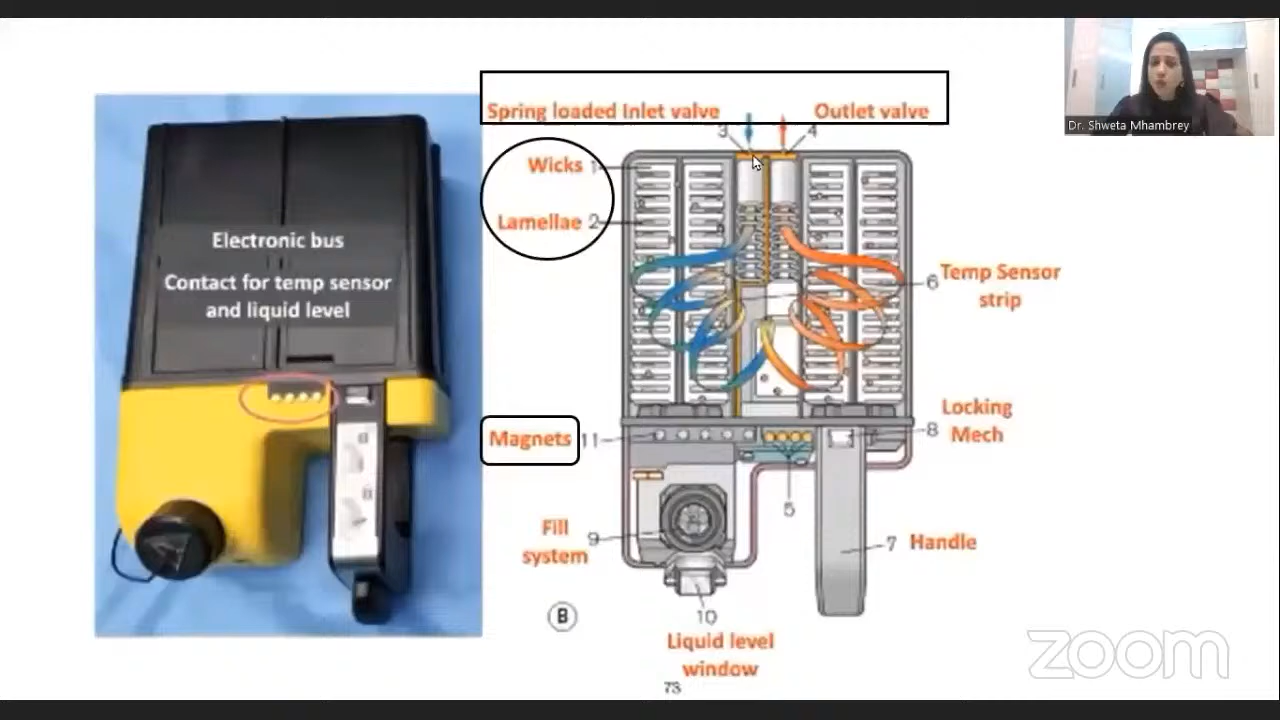 Dr. Shweta Mhambrey
Spring loaded Inlet valve
Outlet valve
3
4
Wicks 1
Lamellae 2
Electronic bus
Contact for temp sensor
and liquid level
6 Temp Sensor
strip
Magnets 11
8 Locking
Mech
5
Fill
system 9
7 Handle
10
B
Liquid level
window
73
zoom